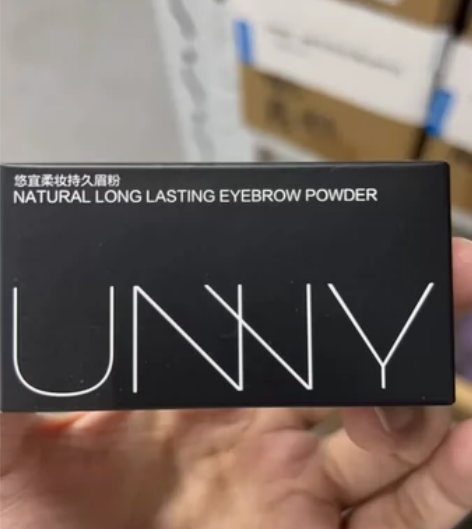 悠宜柔妆持久眉粉
NATURAL LONG LASTING EYEBROW POWDER
UNNY